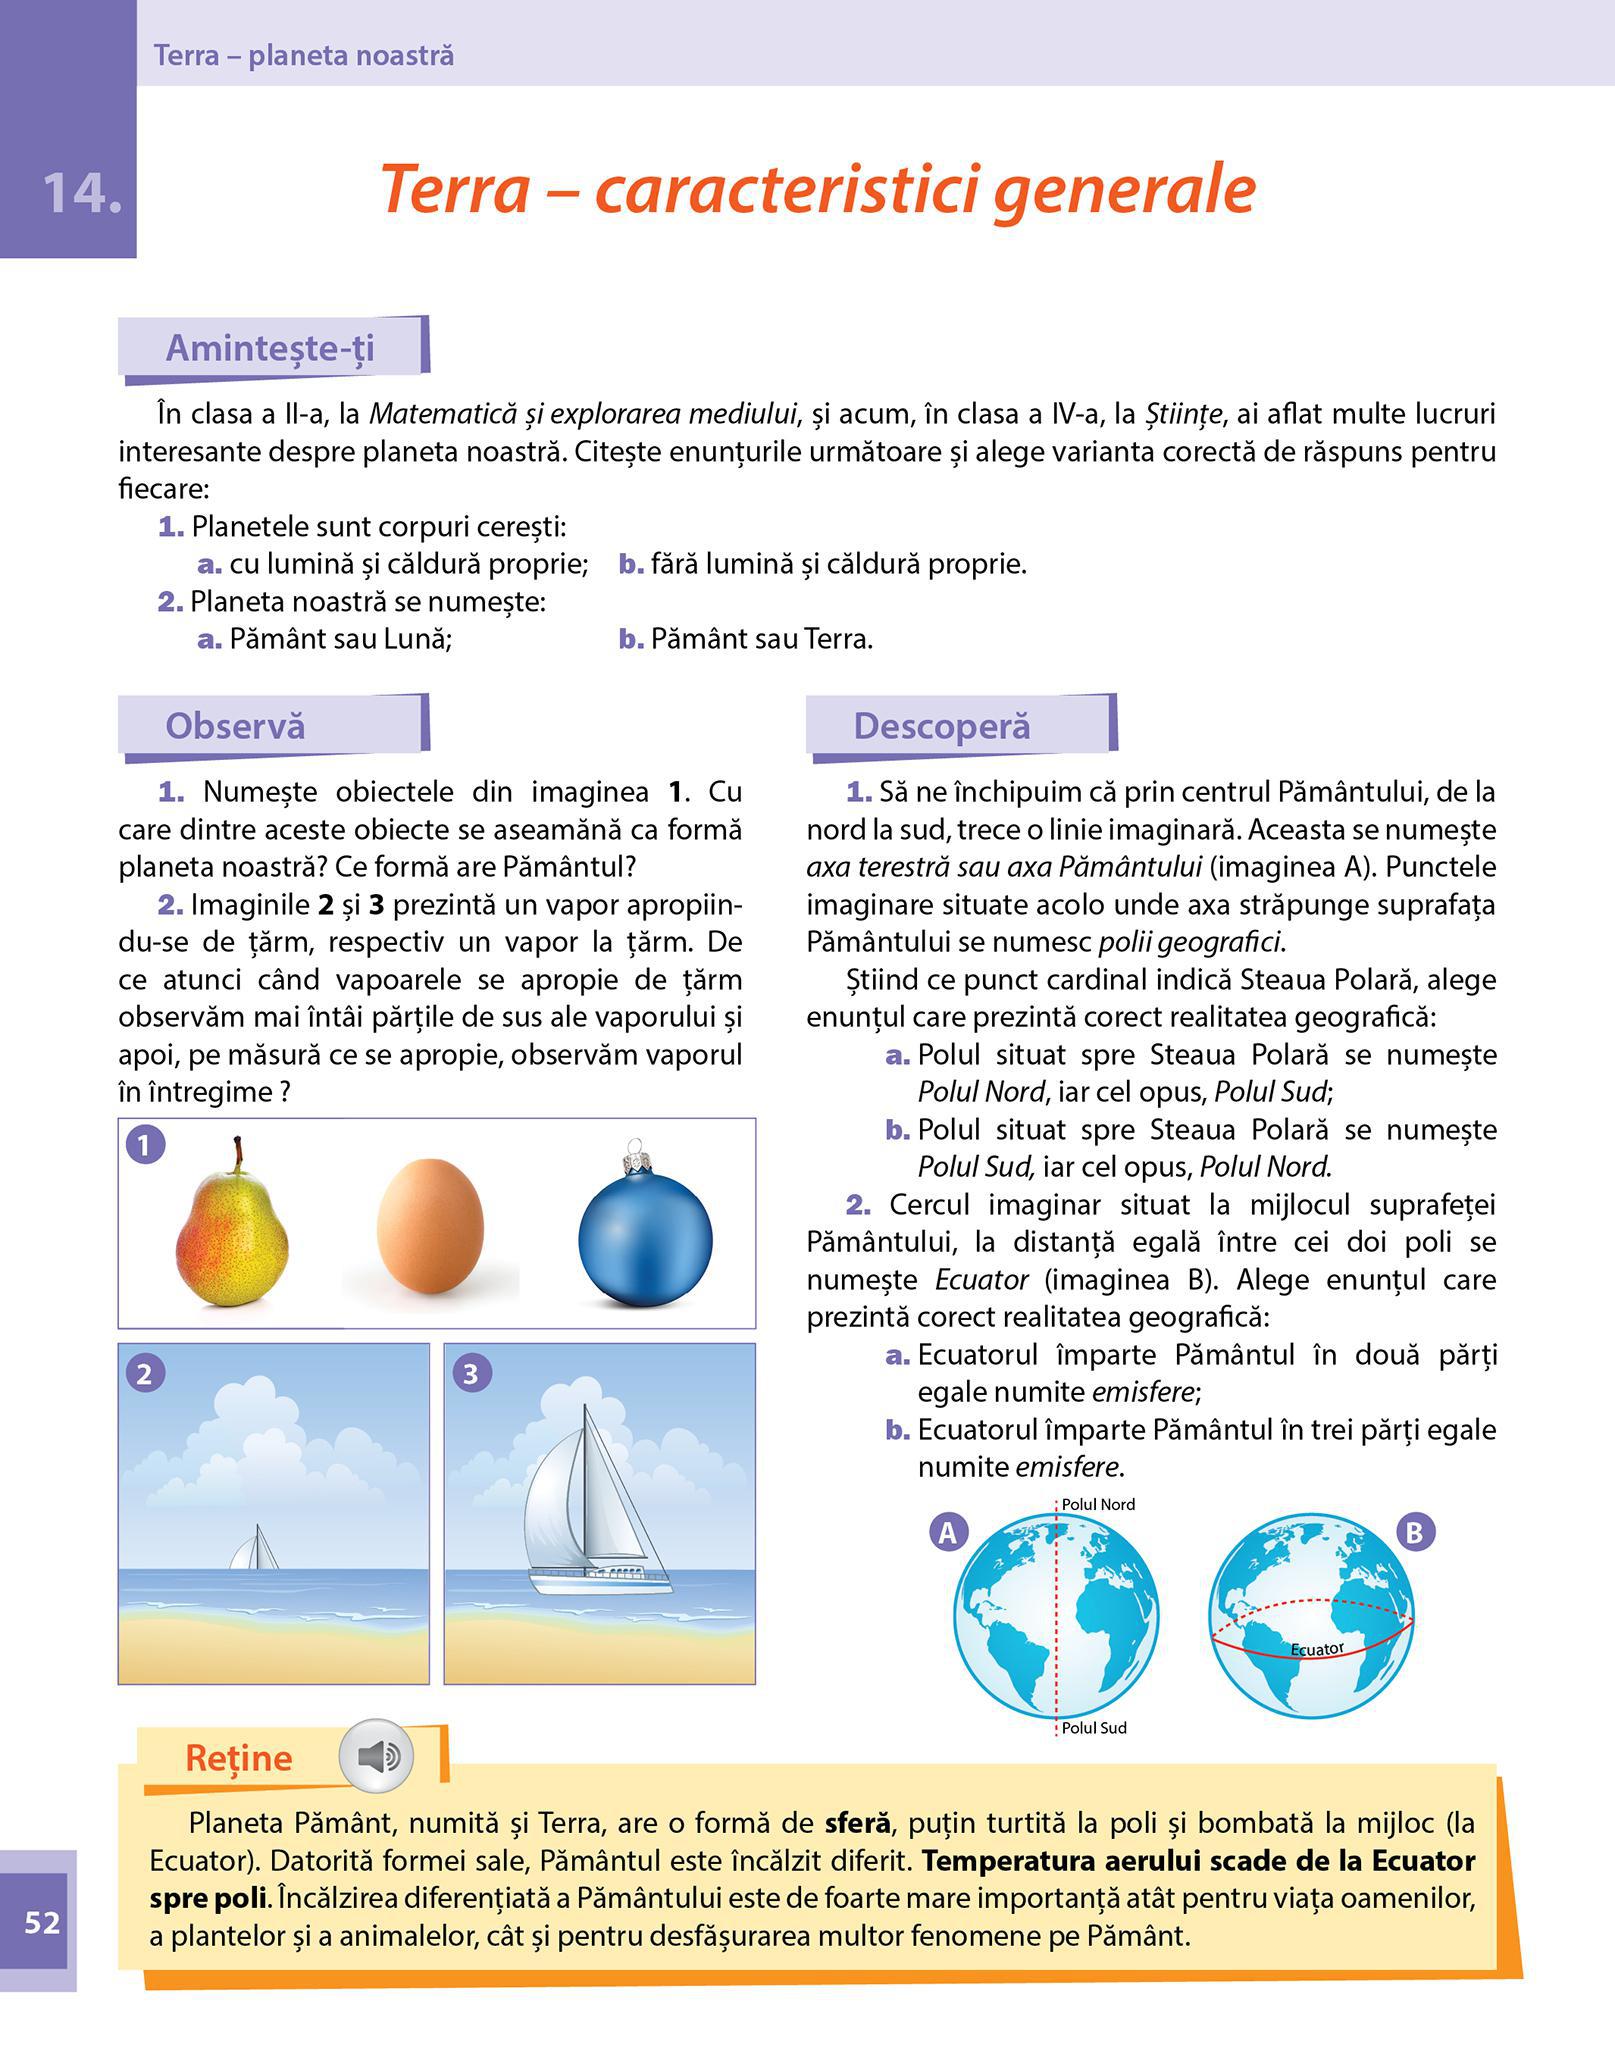 Terra – planeta noastră
14.
Terra – caracteristici generale
Amintește-ți
În clasa a II-a, la Matematică și explorarea mediului, și acum, în clasa a IV-a, la Științe, ai aflat multe lucruri
interesante despre planeta noastră. Citește enunțurile următoare și alege varianta corectă de răspuns pentru
fiecare:
1. Planetele sunt corpuri cerești:
a. cu lumină și căldură proprie; b. fără lumină și căldură proprie.
2. Planeta noastră se numește:
a. Pământ sau Lună; b. Pământ sau Terra.
Observă
1. Numește obiectele din imaginea 1. Cu
care dintre aceste obiecte se aseamănă ca formă
planeta noastră? Ce formă are Pământul?
2. Imaginile 2 și 3 prezintă un vapor apropiin-
du-se de țărm, respectiv un vapor la țărm. De
ce atunci când vapoarele se apropie de țărm
observăm mai întâi părțile de sus ale vaporului și
apoi, pe măsură ce se apropie, observăm vaporul
în întregime ?
1
2
3
Descoperă
1. Să ne închipuim că prin centrul Pământului, de la
nord la sud, trece o linie imaginară. Aceasta se numește
axa terestră sau axa Pământului (imaginea A). Punctele
imaginare situate acolo unde axa străpunge suprafața
Pământului se numesc polii geografici.
Știind ce punct cardinal indică Steaua Polară, alege
enunțul care prezintă corect realitatea geografică:
a. Polul situat spre Steaua Polară se numește
Polul Nord, iar cel opus, Polul Sud;
b. Polul situat spre Steaua Polară se numește
Polul Sud, iar cel opus, Polul Nord.
2. Cercul imaginar situat la mijlocul suprafeței
Pământului, la distanță egală între cei doi poli se
numește Ecuator (imaginea B). Alege enunțul care
prezintă corect realitatea geografică:
a. Ecuatorul împarte Pământul în două părți
egale numite emisfere;
b. Ecuatorul împarte Pământul în trei părți egale
numite emisfere.
Polul Nord
A
B
Ecuator
Polul Sud
Reține
Planeta Pământ, numită și Terra, are o formă de sferă, puțin turtită la poli și bombată la mijloc (la
Ecuator). Datorită formei sale, Pământul este încălzit diferit. Temperatura aerului scade de la Ecuator
spre poli. Încălzirea diferențiată a Pământului este de foarte mare importanță atât pentru viața oamenilor,
a plantelor și a animalelor, cât și pentru desfășurarea multor fenomene pe Pământ.
52